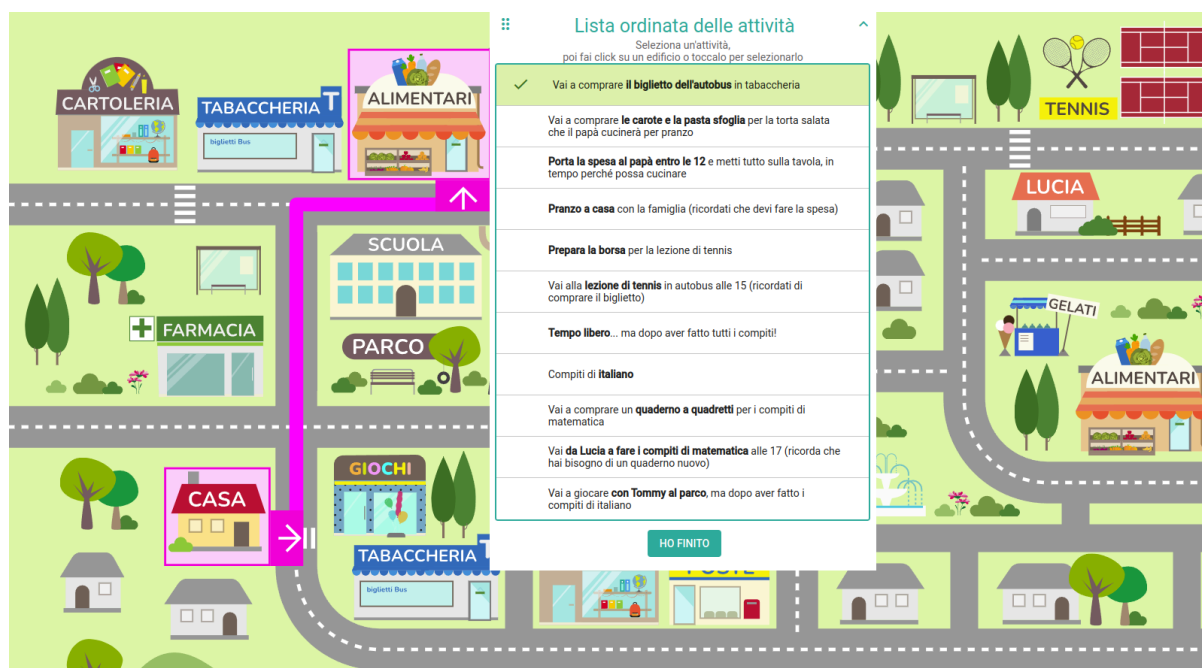 Lista ordinata delle attività
Seleziona un'attività,
poi fai click su un edificio o toccalo per selezionarlo
Vai a comprare il biglietto dell'autobus in tabaccheria
Vai a comprare le carote e la pasta sfoglia per la torta salata
che il papà cucinerà per pranzo
Porta la spesa al papà entro le 12 e metti tutto sulla tavola, in
tempo perché possa cucinare
Pranzo a casa con la famiglia (ricordati che devi fare la spesa)
Prepara la borsa per la lezione di tennis
Vai alla lezione di tennis in autobus alle 15 (ricordati di
comprare il biglietto)
Tempo libero... ma dopo aver fatto tutti i compiti!
Compiti di italiano
Vai a comprare un quaderno a quadretti per i compiti di
matematica
Vai da Lucia a fare i compiti di matematica alle 17 (ricorda che
hai bisogno di un quaderno nuovo)
Vai a giocare con Tommy al parco, ma dopo aver fatto i
compiti di italiano
HO FINITO
CARTOLERIA
TABACCHERIA T
biglietti Bus
ALIMENTARI
TENNIS
LUCIA
SCUOLA
FARMACIA
PARCO
GELATI
ALIMENTARI
CASA
GIOCHI
TABACCHERIA
biglietti Bus
POSTE